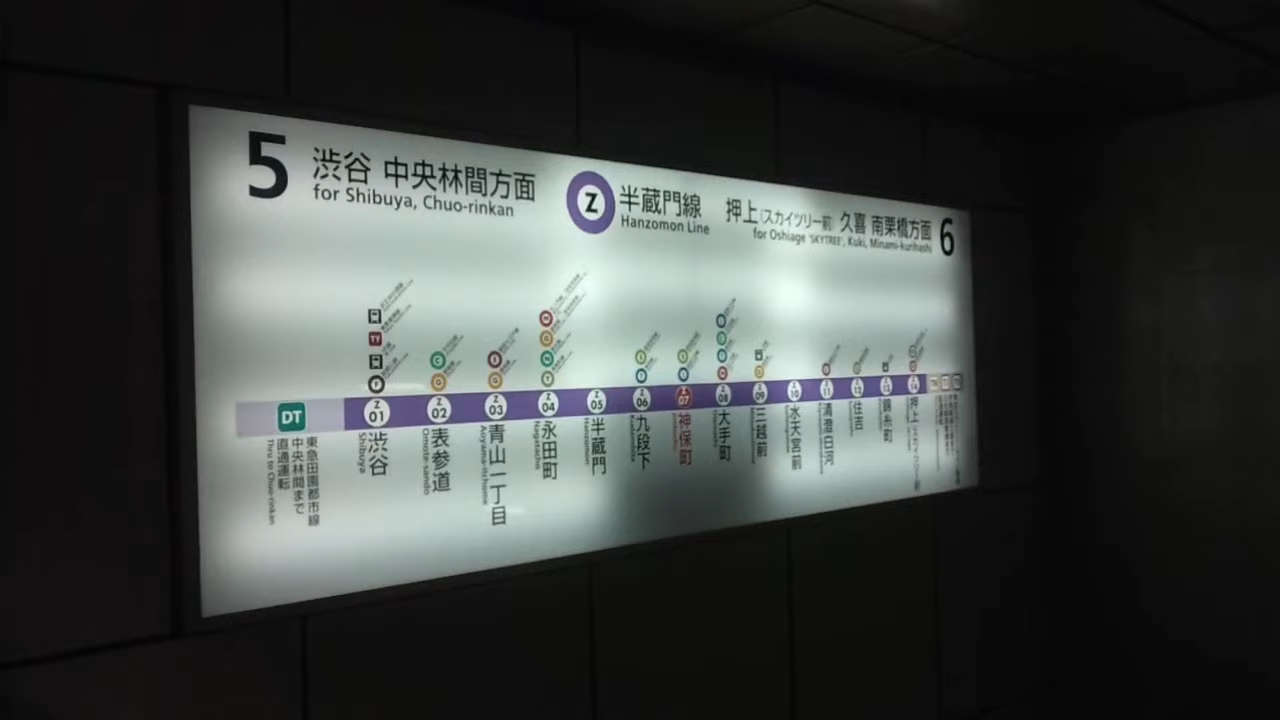 5
渋谷 中央林間方面
for Shibuya, Chuo-rinkan
Z
半蔵門線
Hanzomon Line
押上(スカイツリー前) 久喜 南栗橋方面
for Oshiage 'SKYTREE', Kuki, Minami-kurihashi
6
DT
東急田園都市線
中央林間まで
直通運転
Thru to Chuo-rinkan
Z 01
渋谷
Shibuya
Z 02
表参道
Omote-sando
Z 03
青山一丁目
Aoyama-itchome
Z 04
永田町
Nagatacho
Z 05
半蔵門
Hanzomon
Z 06
九段下
Z 07
神保町
Z 08
大手町
Z 09
三越前
Z 10
水天宮前
Z 11
清澄白河
Z 12
住吉
Z 13
錦糸町
Z 14
押上